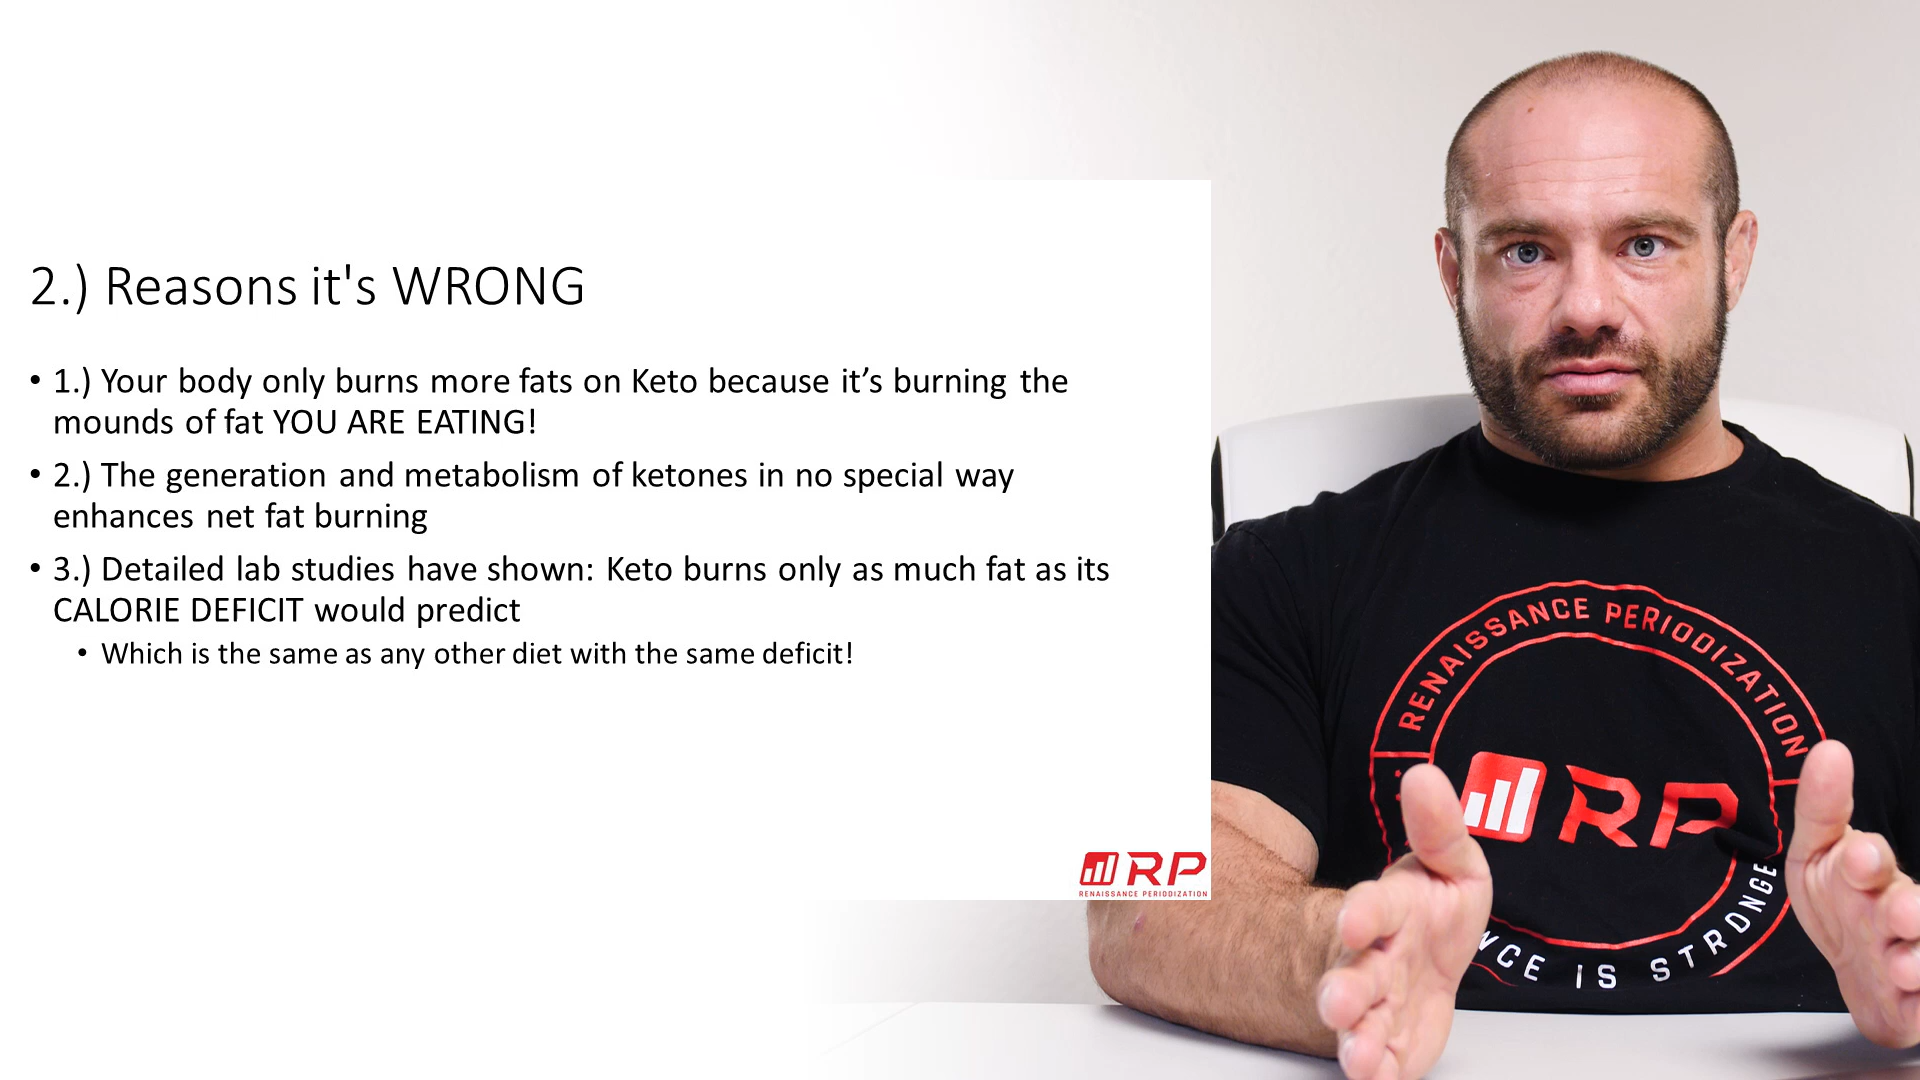 2.) Reasons it's WRONG
• 1.) Your body only burns more fats on Keto because it’s burning the
mounds of fat YOU ARE EATING!
• 2.) The generation and metabolism of ketones in no special way
enhances net fat burning
• 3.) Detailed lab studies have shown: Keto burns only as much fat as its
CALORIE DEFICIT would predict
• Which is the same as any other diet with the same deficit!
RP
RENAISSANCE PERIODIZATION
RENAISSANCE PERIODIZATION
RP
IS STRONGE